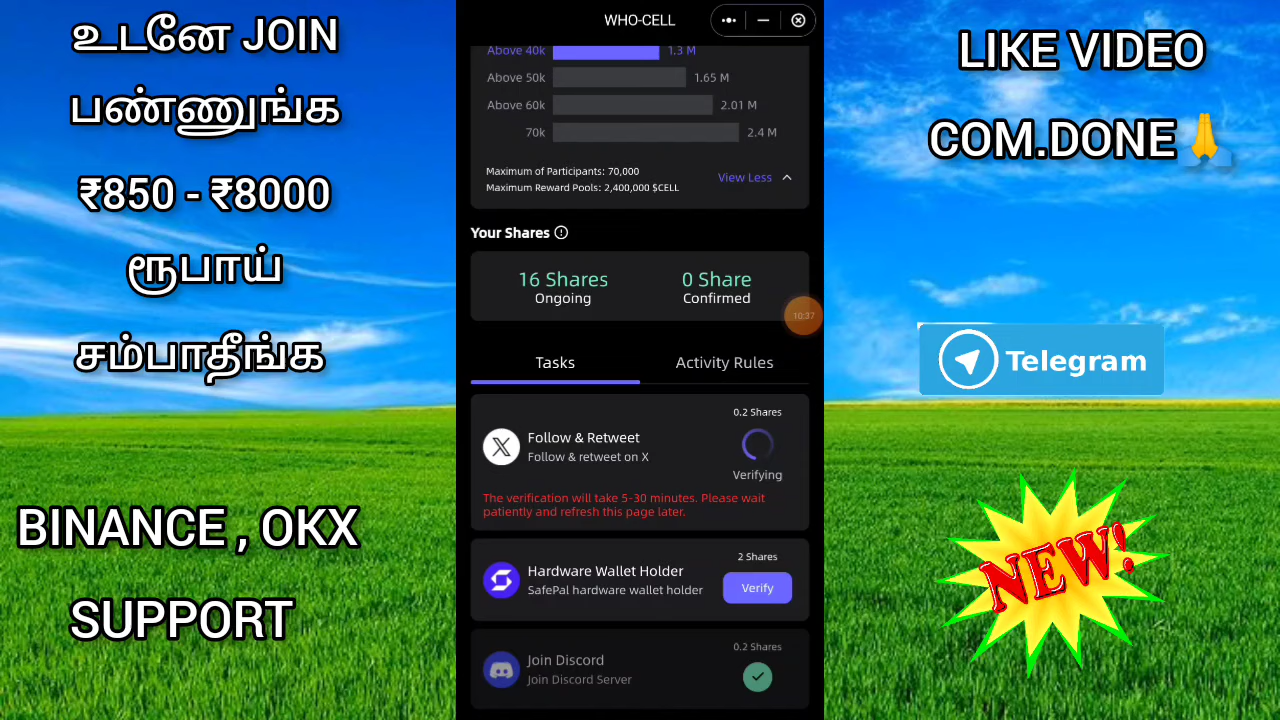 உடனே JOIN
பண்ணுங்க
₹850 - ₹8000
ரூபாய்
சம்பாதீங்க
BINANCE , OKX
SUPPORT
WHO-CELL
Above 40k 1.3 M
Above 50k 1.65 M
Above 60k 2.01 M
70k 2.4 M
Maximum of Participants: 70,000
Maximum Reward Pools: 2,400,000 $CELL
View Less
Your Shares
16 Shares 0 Share
Ongoing Confirmed
10:37
Tasks Activity Rules
0.2 Shares
Follow & Retweet
Follow & retweet on X
Verifying
The verification will take 5-30 minutes. Please wait
patiently and refresh this page later.
2 Shares
Hardware Wallet Holder
SafePal hardware wallet holder
Verify
0.2 Shares
Join Discord
Join Discord Server
LIKE VIDEO
COM.DONE🙏
Telegram
NEW!